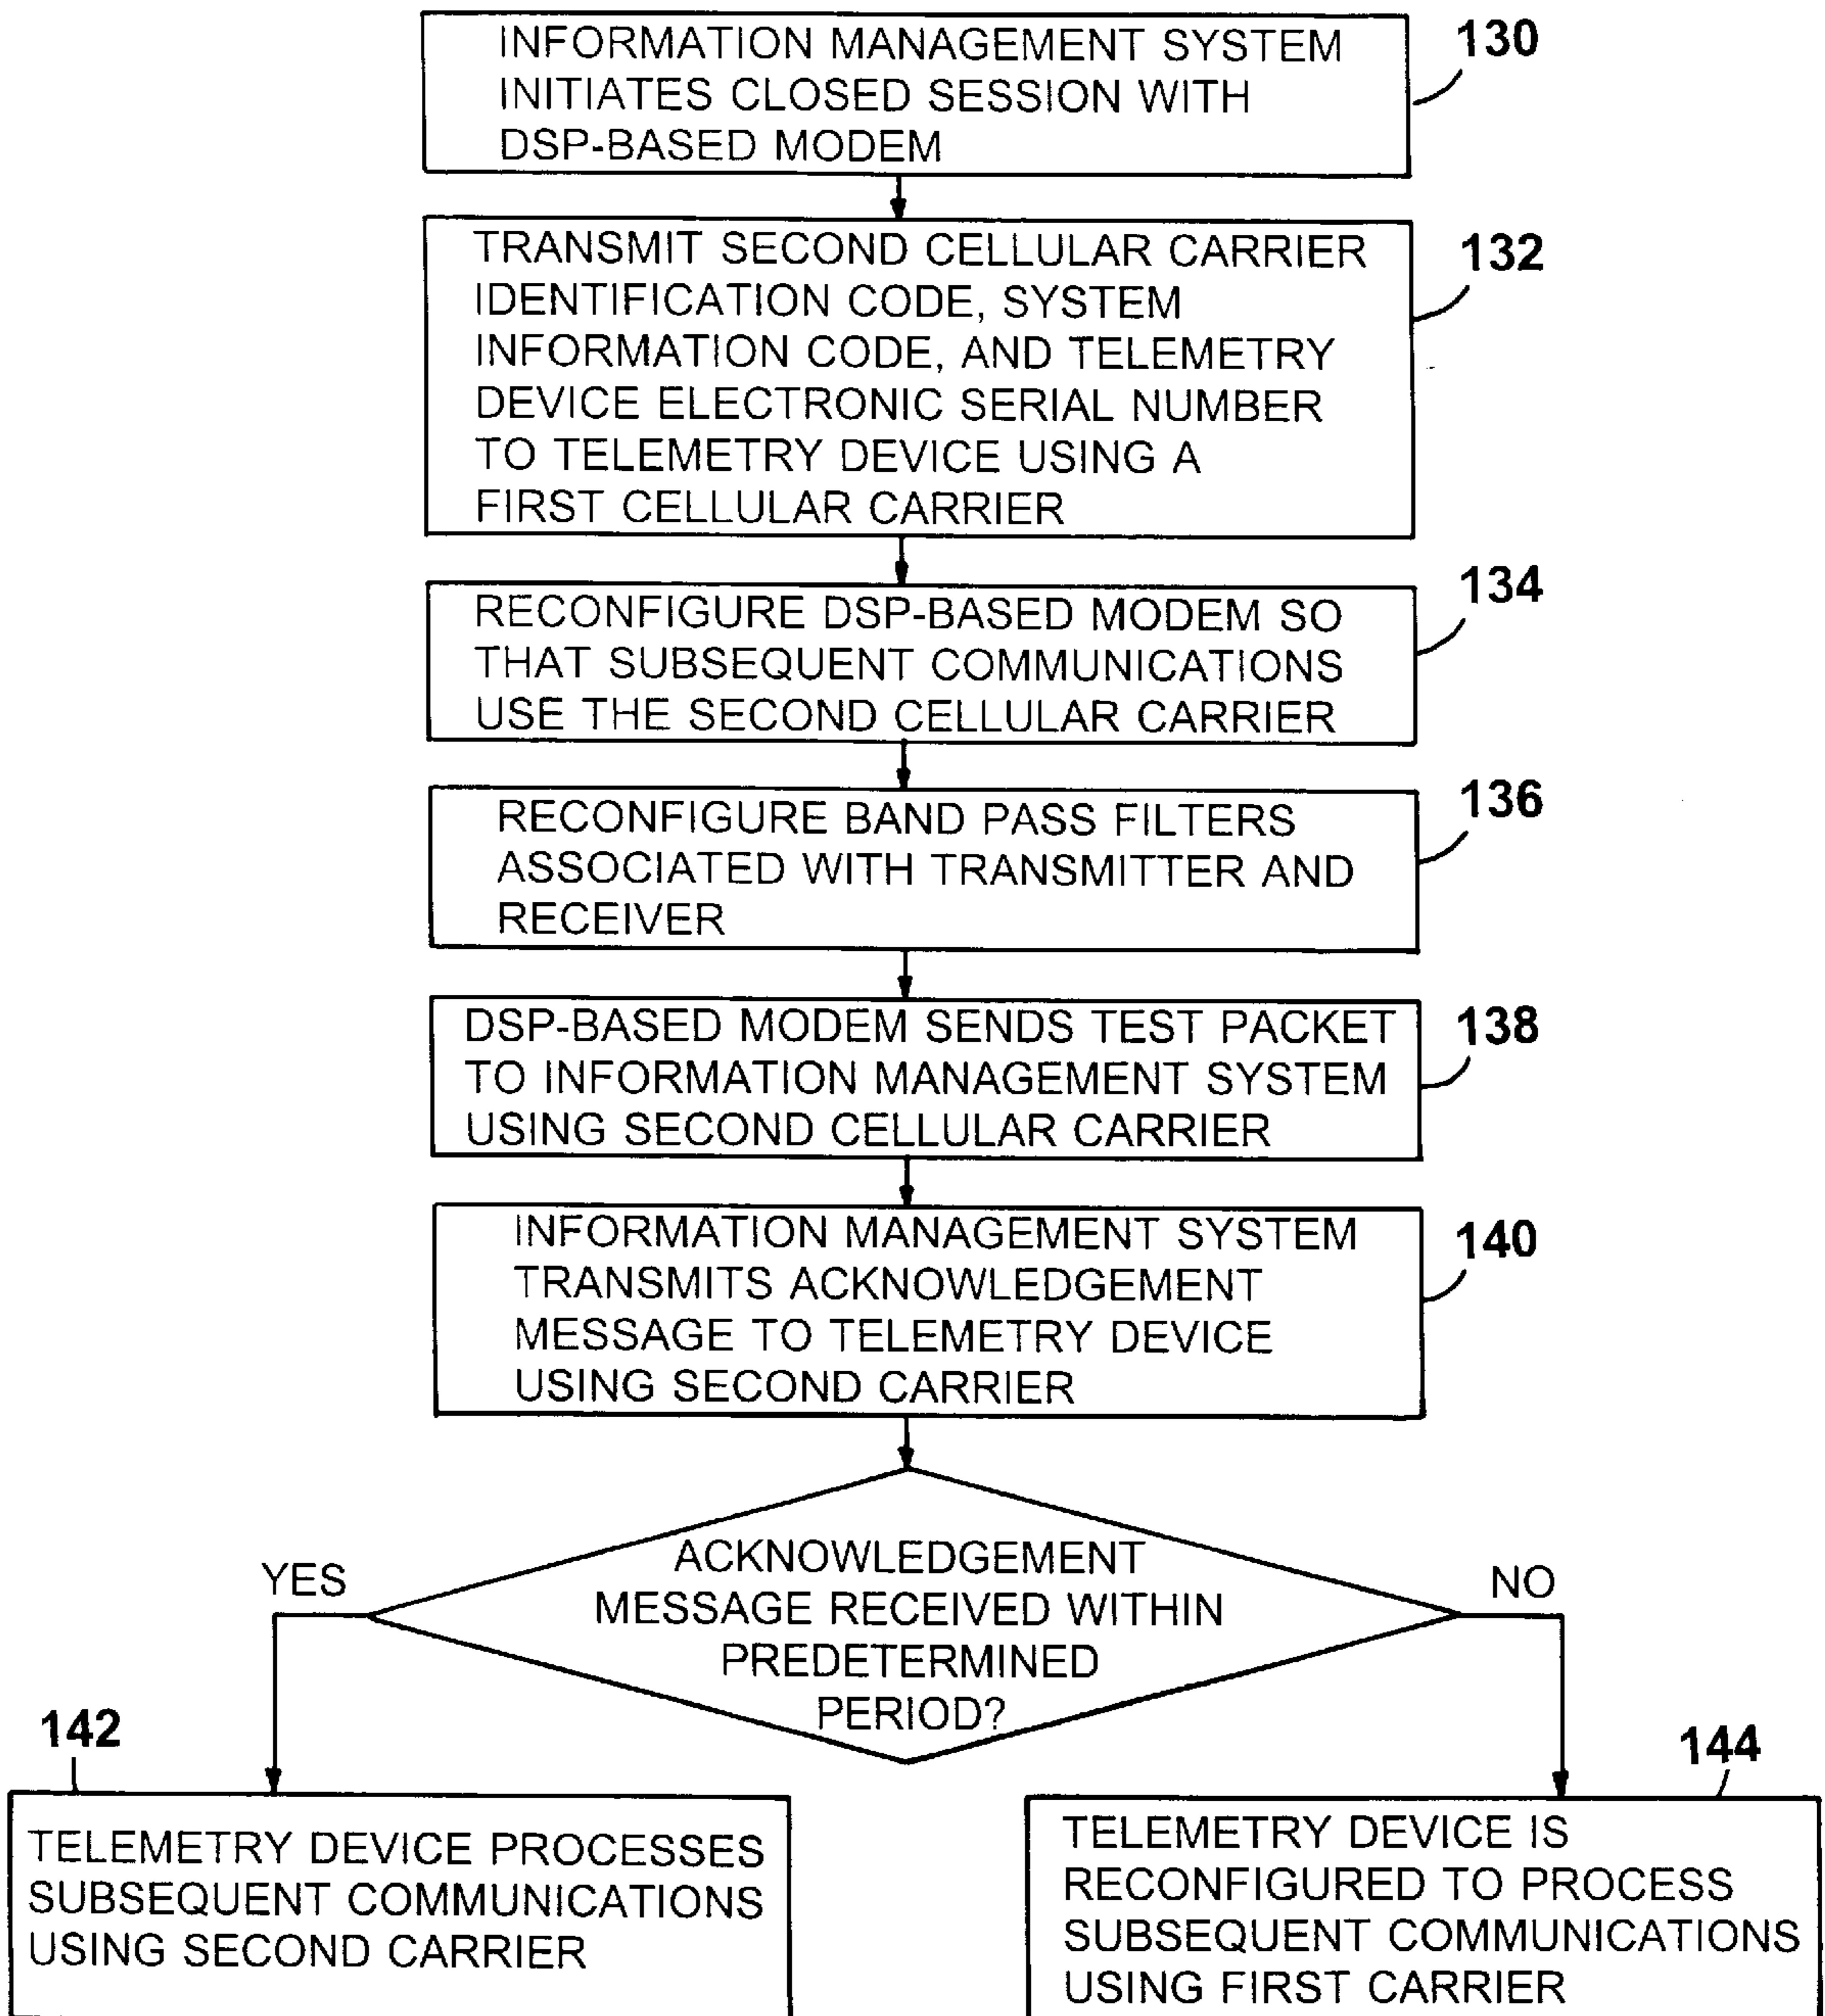 INFORMATION MANAGEMENT SYSTEM
INITIATES CLOSED SESSION WITH
DSP-BASED MODEM
130
TRANSMIT SECOND CELLULAR CARRIER
IDENTIFICATION CODE, SYSTEM
INFORMATION CODE, AND TELEMETRY
DEVICE ELECTRONIC SERIAL NUMBER
TO TELEMETRY DEVICE USING A
FIRST CELLULAR CARRIER
132
RECONFIGURE DSP-BASED MODEM SO
THAT SUBSEQUENT COMMUNICATIONS
USE THE SECOND CELLULAR CARRIER
134
RECONFIGURE BAND PASS FILTERS
ASSOCIATED WITH TRANSMITTER AND
RECEIVER
136
DSP-BASED MODEM SENDS TEST PACKET
TO INFORMATION MANAGEMENT SYSTEM
USING SECOND CELLULAR CARRIER
138
INFORMATION MANAGEMENT SYSTEM
TRANSMITS ACKNOWLEDGEMENT
MESSAGE TO TELEMETRY DEVICE
USING SECOND CARRIER
140
ACKNOWLEDGEMENT
MESSAGE RECEIVED WITHIN
PREDETERMINED
PERIOD?
YES
NO
142
TELEMETRY DEVICE PROCESSES
SUBSEQUENT COMMUNICATIONS
USING SECOND CARRIER
144
TELEMETRY DEVICE IS
RECONFIGURED TO PROCESS
SUBSEQUENT COMMUNICATIONS
USING FIRST CARRIER